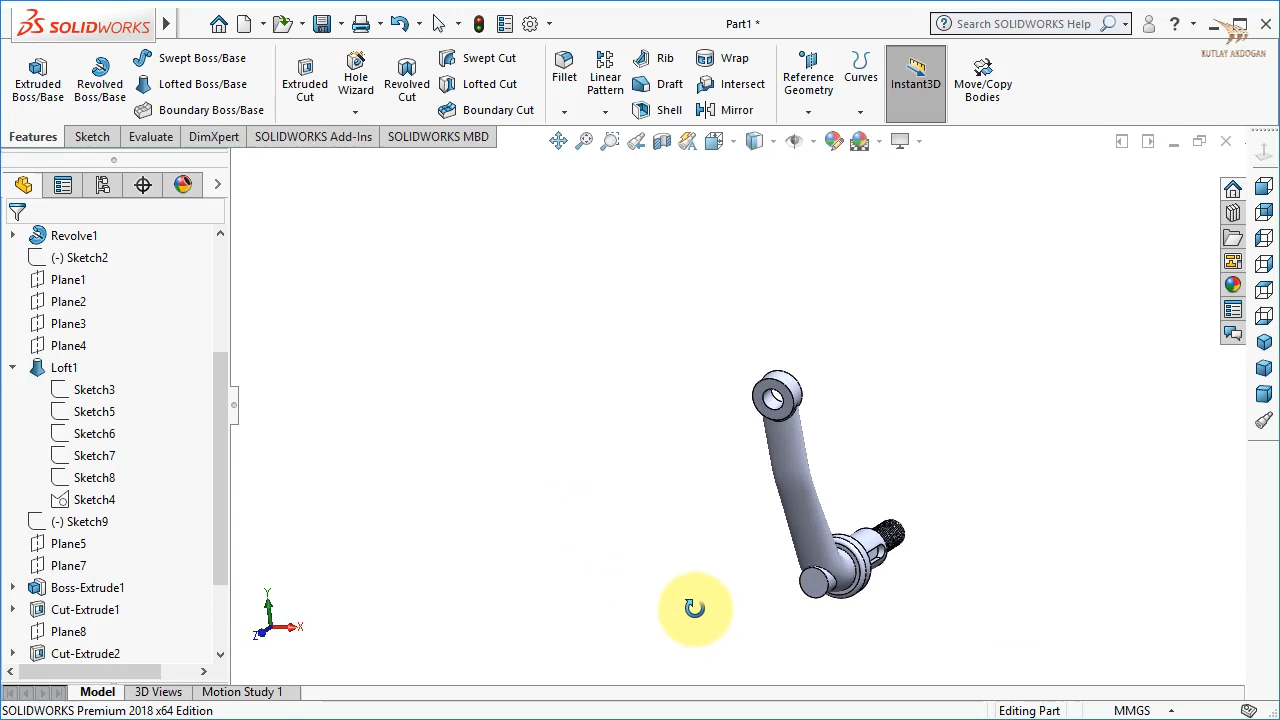 SOLIDWORKS
Part1 *
Search SOLIDWORKS Help
?
KUTLAY AKDOGAN
Extruded Boss/Base
Revolved Boss/Base
Swept Boss/Base
Lofted Boss/Base
Boundary Boss/Base
Extruded Cut
Hole Wizard
Revolved Cut
Swept Cut
Lofted Cut
Boundary Cut
Fillet
Linear Pattern
Rib
Draft
Shell
Wrap
Intersect
Mirror
Reference Geometry
Curves
Instant3D
Move/Copy Bodies
Features
Sketch
Evaluate
DimXpert
SOLIDWORKS Add-Ins
SOLIDWORKS MBD
Revolve1
(-) Sketch2
Plane1
Plane2
Plane3
Plane4
Loft1
Sketch3
Sketch5
Sketch6
Sketch7
Sketch8
Sketch4
(-) Sketch9
Plane5
Plane7
Boss-Extrude1
Cut-Extrude1
Plane8
Cut-Extrude2
Y
X
Z
Model
3D Views
Motion Study 1
SOLIDWORKS Premium 2018 x64 Edition
Editing Part
MMGS